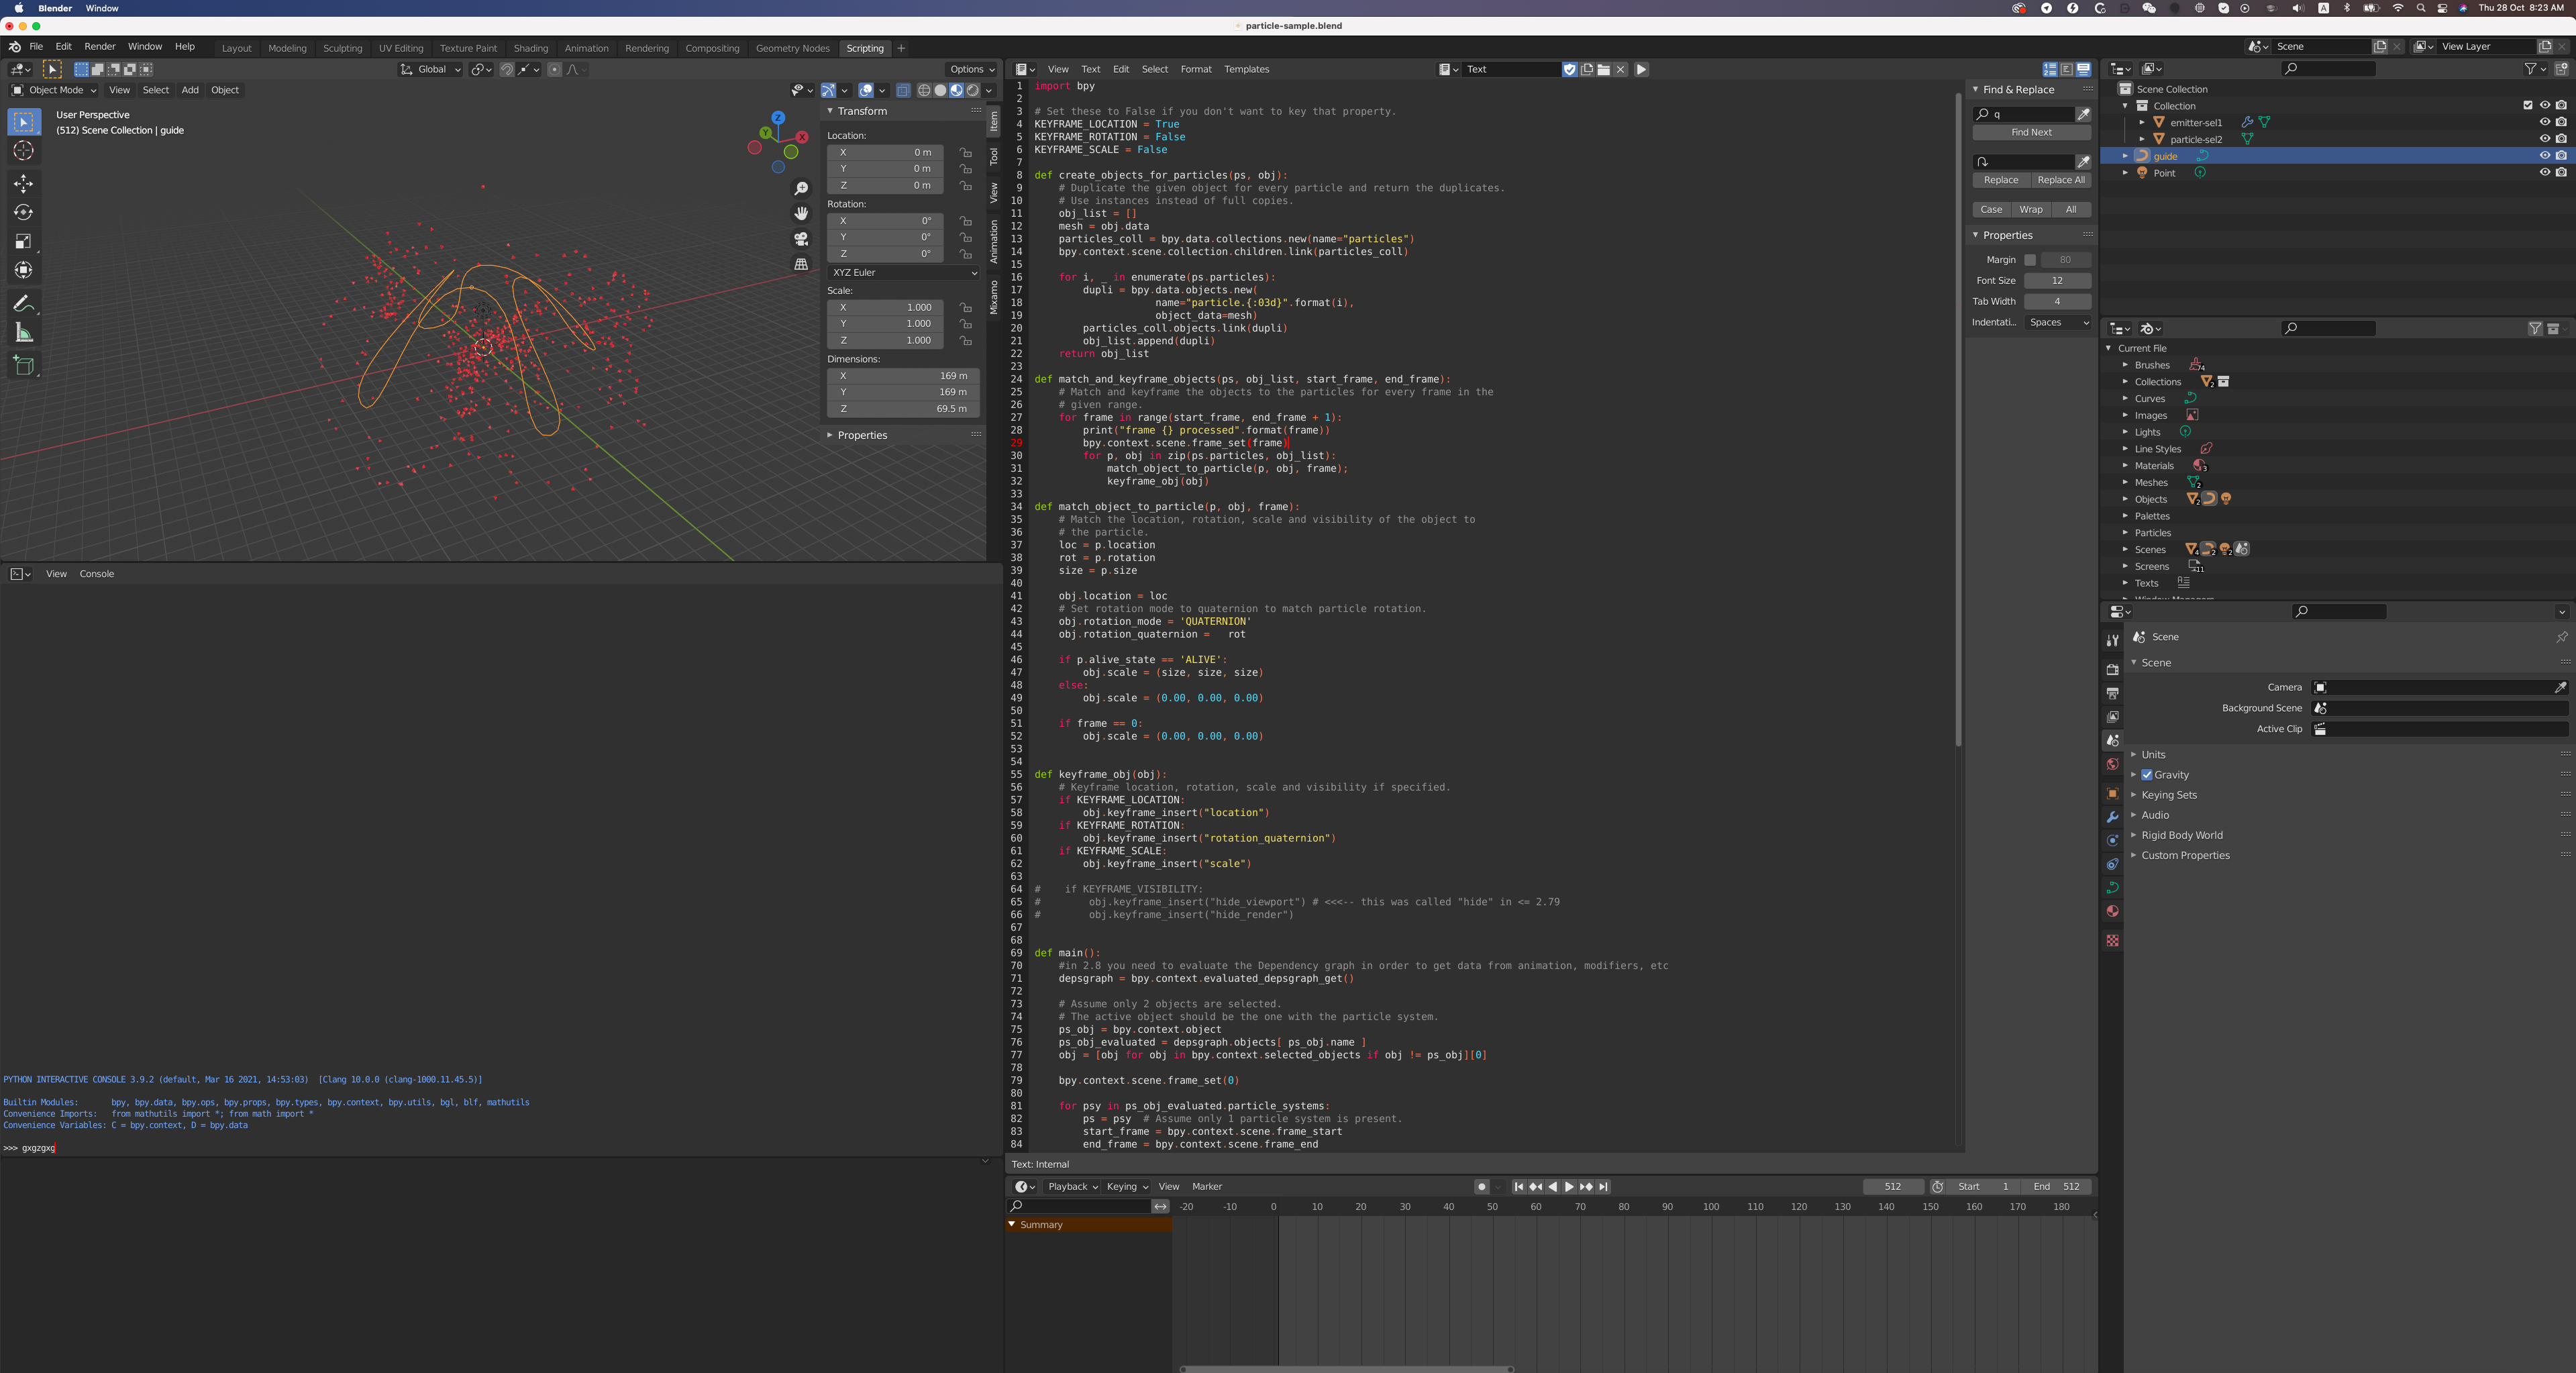 Blender Window
Thu 28 Oct 8:23 AM
particle-sample.blend
File Edit Render Window Help
Layout Modeling Sculpting UV Editing Texture Paint Shading Animation Rendering Compositing Geometry Nodes Scripting +
Scene
View Layer
Global
Options
Object Mode View Select Add Object
User Perspective
(512) Scene Collection | guide
Z
Y
X
Transform
Location:
X 0 m
Y 0 m
Z 0 m
Rotation:
X 0°
Y 0°
Z 0°
XYZ Euler
Scale:
X 1.000
Y 1.000
Z 1.000
Dimensions:
X 169 m
Y 169 m
Z 69.5 m
Properties
Item
Tool
View
Animation
Mixamo
View Console
PYTHON INTERACTIVE CONSOLE 3.9.2 (default, Mar 16 2021, 14:53:03) [Clang 10.0.0 (clang-1000.11.45.5)]
Builtin Modules: bpy, bpy.data, bpy.ops, bpy.props, bpy.types, bpy.context, bpy.utils, bgl, blf, mathutils
Convenience Imports: from mathutils import *; from math import *
Convenience Variables: C = bpy.context, D = bpy.data
>>> gxgzgxg
View Text Edit Select Format Templates
Text
1 import bpy
2
3 # Set these to False if you don't want to key that property.
4 KEYFRAME_LOCATION = True
5 KEYFRAME_ROTATION = False
6 KEYFRAME_SCALE = False
7
8 def create_objects_for_particles(ps, obj):
9     # Duplicate the given object for every particle and return the duplicates.
10     # Use instances instead of full copies.
11     obj_list = []
12     mesh = obj.data
13     particles_coll = bpy.data.collections.new(name="particles")
14     bpy.context.scene.collection.children.link(particles_coll)
15
16     for i, _ in enumerate(ps.particles):
17         dupli = bpy.data.objects.new(
18                     name="particle.{:03d}".format(i),
19                     object_data=mesh)
20         particles_coll.objects.link(dupli)
21         obj_list.append(dupli)
22     return obj_list
23
24 def match_and_keyframe_objects(ps, obj_list, start_frame, end_frame):
25     # Match and keyframe the objects to the particles for every frame in the
26     # given range.
27     for frame in range(start_frame, end_frame + 1):
28         print("frame {} processed".format(frame))
29         bpy.context.scene.frame_set(frame)
30         for p, obj in zip(ps.particles, obj_list):
31             match_object_to_particle(p, obj, frame);
32             keyframe_obj(obj)
33
34 def match_object_to_particle(p, obj, frame):
35     # Match the location, rotation, scale and visibility of the object to
36     # the particle.
37     loc = p.location
38     rot = p.rotation
39     size = p.size
40
41     obj.location = loc
42     # Set rotation mode to quaternion to match particle rotation.
43     obj.rotation_mode = 'QUATERNION'
44     obj.rotation_quaternion =   rot
45
46     if p.alive_state == 'ALIVE':
47         obj.scale = (size, size, size)
48     else:
49         obj.scale = (0.00, 0.00, 0.00)
50
51     if frame == 0:
52         obj.scale = (0.00, 0.00, 0.00)
53
54
55 def keyframe_obj(obj):
56     # Keyframe location, rotation, scale and visibility if specified.
57     if KEYFRAME_LOCATION:
58         obj.keyframe_insert("location")
59     if KEYFRAME_ROTATION:
60         obj.keyframe_insert("rotation_quaternion")
61     if KEYFRAME_SCALE:
62         obj.keyframe_insert("scale")
63
64 #    if KEYFRAME_VISIBILITY:
65 #        obj.keyframe_insert("hide_viewport") # <<<-- this was called "hide" in <= 2.79
66 #        obj.keyframe_insert("hide_render")
67
68
69 def main():
70     #in 2.8 you need to evaluate the Dependency graph in order to get data from animation, modifiers, etc
71     depsgraph = bpy.context.evaluated_depsgraph_get()
72
73     # Assume only 2 objects are selected.
74     # The active object should be the one with the particle system.
75     ps_obj = bpy.context.object
76     ps_obj_evaluated = depsgraph.objects[ ps_obj.name ]
77     obj = [obj for obj in bpy.context.selected_objects if obj != ps_obj][0]
78
79     bpy.context.scene.frame_set(0)
80
81     for psy in ps_obj_evaluated.particle_systems:
82         ps = psy  # Assume only 1 particle system is present.
83         start_frame = bpy.context.scene.frame_start
84         end_frame = bpy.context.scene.frame_end
Text: Internal
Find & Replace
q
Find Next
Replace Replace All
Case Wrap All
Properties
Margin 80
Font Size 12
Tab Width 4
Indentati... Spaces
Playback Keying View Marker
512 Start 1 End 512
-20 -10 0 10 20 30 40 50 60 70 80 90 100 110 120 130 140 150 160 170 180
Summary
Scene Collection
Collection
emitter-sel1
particle-sel2
guide
Point
Current File
Brushes 74
Collections 2
Curves
Images
Lights
Line Styles
Materials 3
Meshes 2
Objects 2
Palettes
Particles
Scenes 4 2 2
Screens 11
Texts
Window Managers
Scene
Scene
Camera
Background Scene
Active Clip
Units
Gravity
Keying Sets
Audio
Rigid Body World
Custom Properties